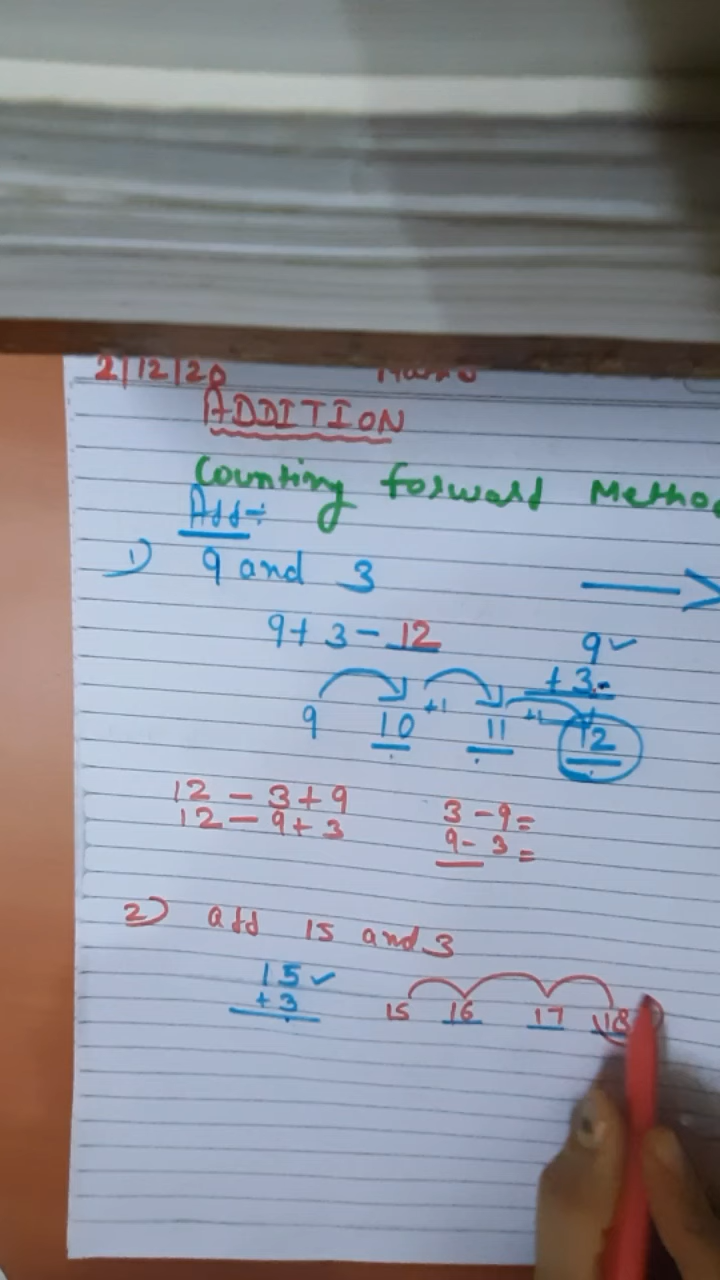 2/12/20
ADDITION
Counting forward Method
Add:-
1) 9 and 3
9 + 3 - 12
9 ✓
+ 3
9 10 +1 11 +1 12
12 - 3 + 9
12 - 9 + 3
3 - 9 =
9 - 3 =
2) add 15 and 3
15 ✓
+ 3
15 16 17 18